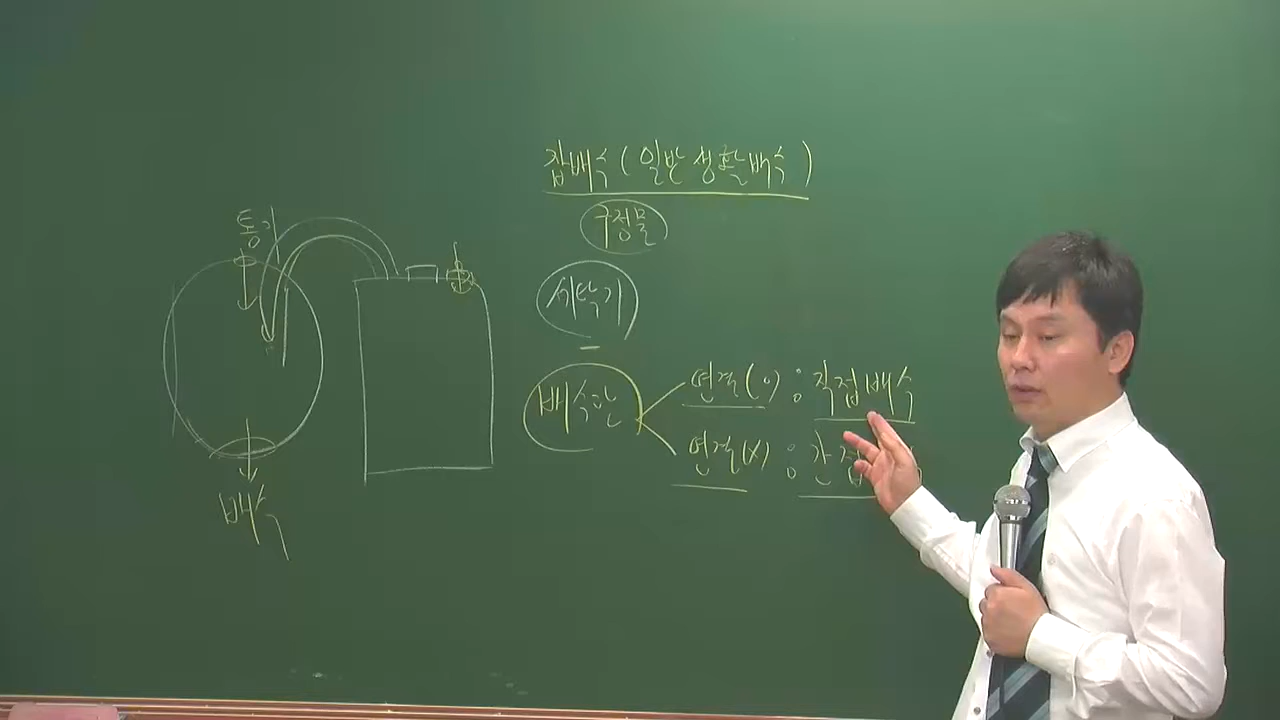 잡배수(일반생활배수)
구정물
통기
세탁기
배수관
연결(O) : 직접배수
연결(X) : 간접
배수